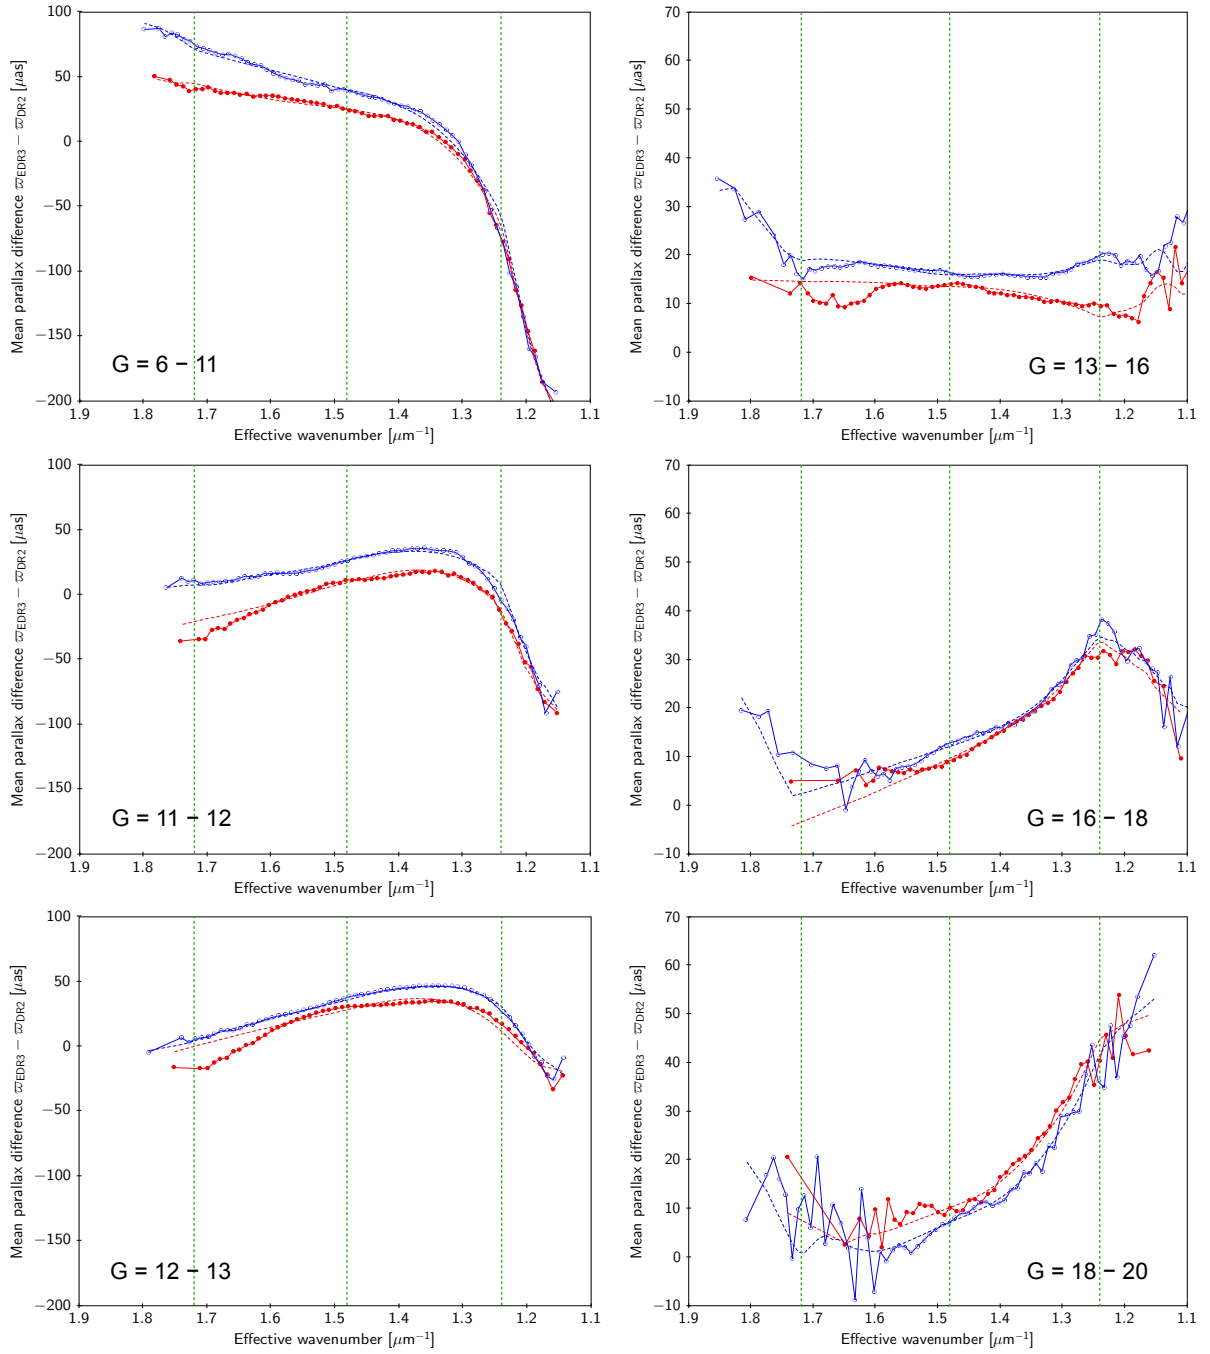 100
50
0
−50
−100
−150
−200
1.9 1.8 1.7 1.6 1.5 1.4 1.3 1.2 1.1
Mean parallax difference ϖEDR3 − ϖDR2 [μas]
Effective wavenumber [μm−1]
G = 6 − 11
70
60
50
40
30
20
10
0
−10
1.9 1.8 1.7 1.6 1.5 1.4 1.3 1.2 1.1
Mean parallax difference ϖEDR3 − ϖDR2 [μas]
Effective wavenumber [μm−1]
G = 13 − 16
100
50
0
−50
−100
−150
−200
1.9 1.8 1.7 1.6 1.5 1.4 1.3 1.2 1.1
Mean parallax difference ϖEDR3 − ϖDR2 [μas]
Effective wavenumber [μm−1]
G = 11 − 12
70
60
50
40
30
20
10
0
−10
1.9 1.8 1.7 1.6 1.5 1.4 1.3 1.2 1.1
Mean parallax difference ϖEDR3 − ϖDR2 [μas]
Effective wavenumber [μm−1]
G = 16 − 18
100
50
0
−50
−100
−150
−200
1.9 1.8 1.7 1.6 1.5 1.4 1.3 1.2 1.1
Mean parallax difference ϖEDR3 − ϖDR2 [μas]
Effective wavenumber [μm−1]
G = 12 − 13
70
60
50
40
30
20
10
0
−10
1.9 1.8 1.7 1.6 1.5 1.4 1.3 1.2 1.1
Mean parallax difference ϖEDR3 − ϖDR2 [μas]
Effective wavenumber [μm−1]
G = 18 − 20